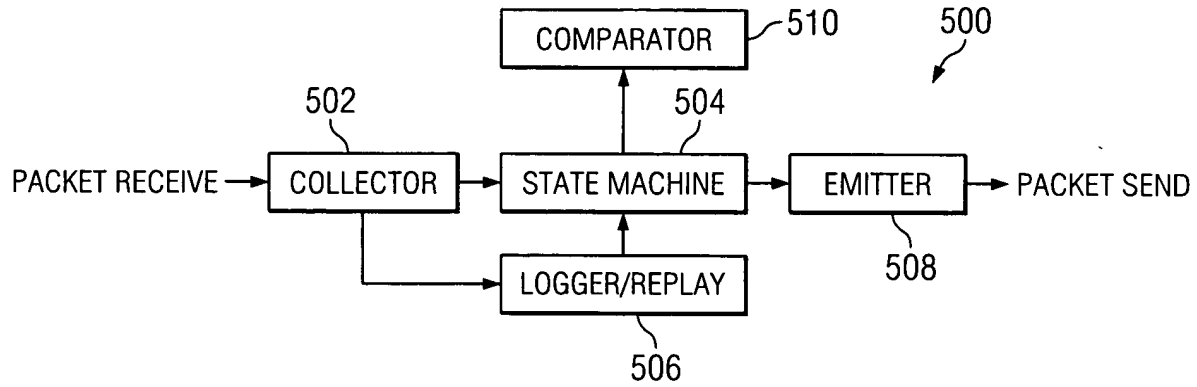 COMPARATOR
510
500
502
504
PACKET RECEIVE
COLLECTOR
STATE MACHINE
EMITTER
PACKET SEND
508
LOGGER/REPLAY
506